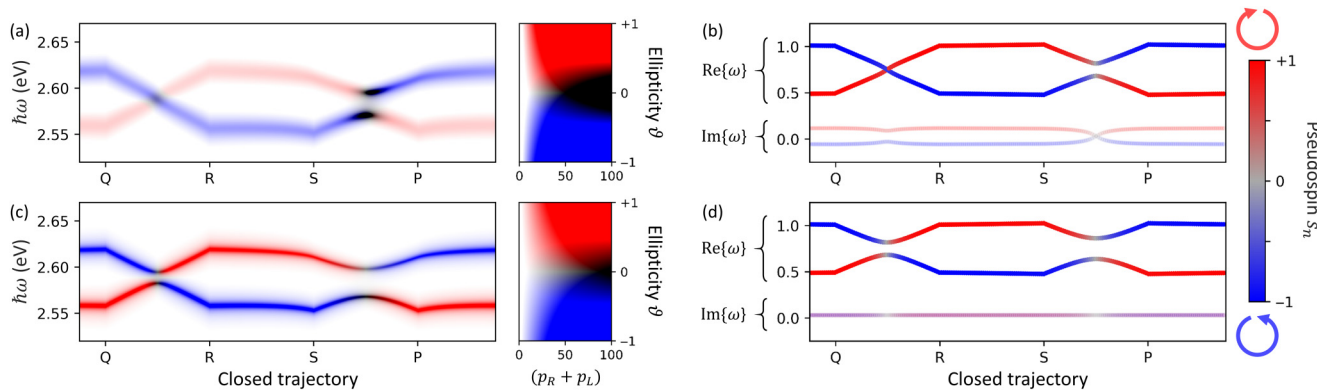 (a)
ħω (eV)
2.65
2.60
2.55
Q R S P
+1
0
-1
Ellipticity ϑ
0 50 100
(b)
Re{ω}
1.0
0.5
Im{ω}
0.0
Q R S P
(c)
ħω (eV)
2.65
2.60
2.55
Q R S P
Closed trajectory
+1
0
-1
Ellipticity ϑ
0 50 100
(p_R + p_L)
(d)
Re{ω}
1.0
0.5
Im{ω}
0.0
Q R S P
Closed trajectory
+1
0
−1
Pseudospin S_n